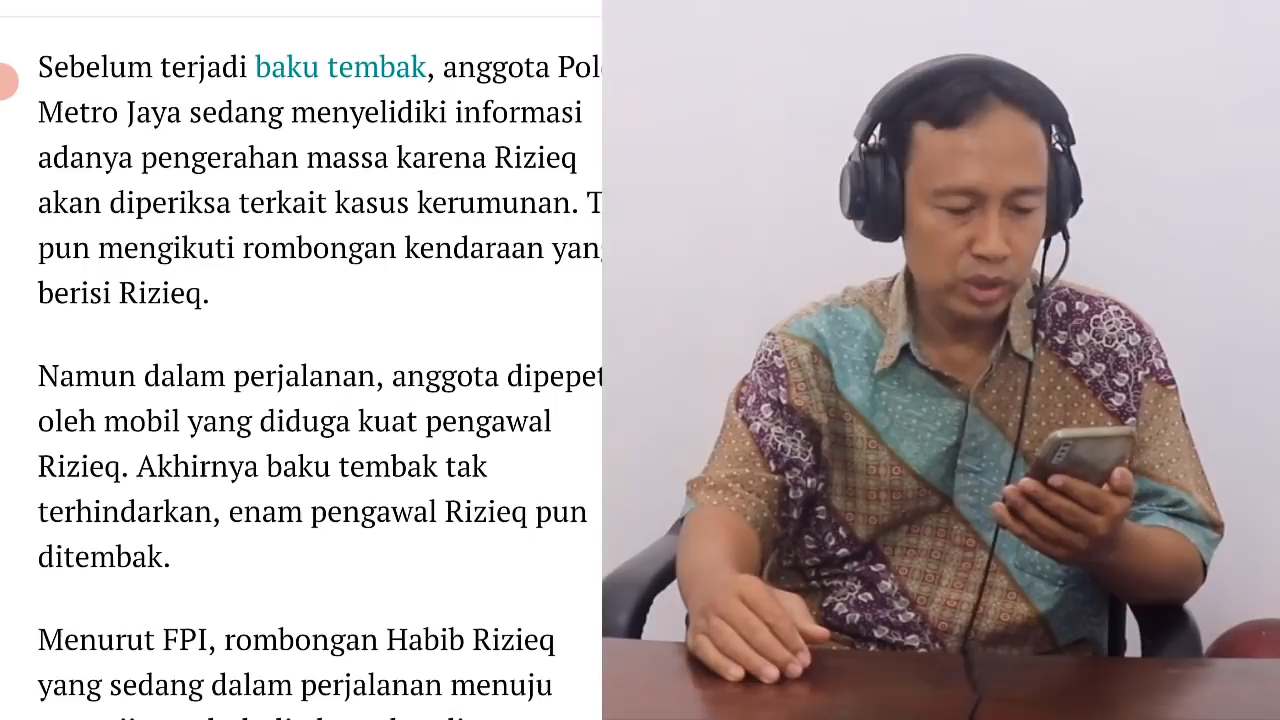 Sebelum terjadi baku tembak, anggota
Metro Jaya sedang menyelidiki informasi
adanya pengerahan massa karena Rizieq
akan diperiksa terkait kasus kerumunan.
pun mengikuti rombongan kendaraan
berisi Rizieq.
Namun dalam perjalanan, anggota dipepet
oleh mobil yang diduga kuat pengawal
Rizieq. Akhirnya baku tembak tak
terhindarkan, enam pengawal Rizieq pun
ditembak.
Menurut FPI, rombongan Habib Rizieq
yang sedang dalam perjalanan menuju